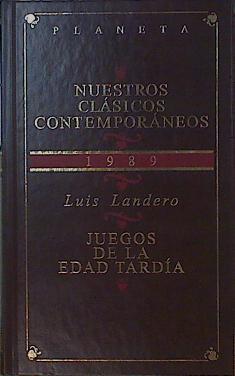 PLANETA
NUESTROS
CLÁSICOS
CONTEMPORÁNEOS
1989
Luis Landero
JUEGOS
DE LA
EDAD TARDÍA